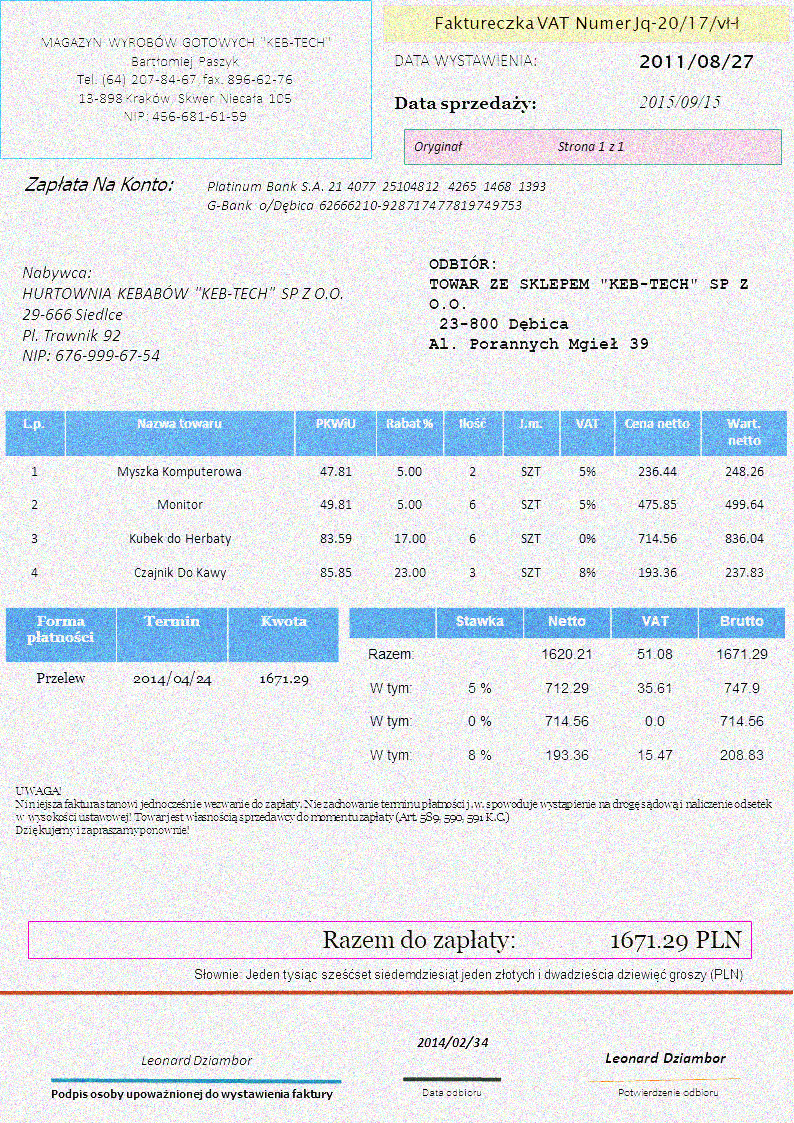 MAGAZYN WYROBÓW GOTOWYCH "KEB-TECH"
Bartłomiej Paszyk
Tel. (64) 207-84-67, fax. 896-62-76
13-898 Kraków, Skwer Niecała 105
NIP: 456-681-61-59
Faktureczka VAT Numer Jq-20/17/vH
DATA WYSTAWIENIA: 2011/08/27
Data sprzedaży: 2015/09/15
Oryginał Strona 1 z 1
Zapłata Na Konto: Platinum Bank S.A. 21 4077 25104812 4265 1468 1393
G-Bank o/Dębica 62666210-928717477819749753
Nabywca:
HURTOWNIA KEBABÓW "KEB-TECH" SP Z O.O.
29-666 Siedlce
Pl. Trawnik 92
NIP: 676-999-67-54
ODBIÓR:
TOWAR ZE SKLEPEM "KEB-TECH" SP Z
O.O.
23-800 Dębica
Al. Porannych Mgieł 39
L.p. Nazwa towaru PKWiU Rabat% Ilość J.m. VAT Cena netto Wart. netto
1 Myszka Komputerowa 47.81 5.00 2 SZT 5% 236.44 248.26
2 Monitor 49.81 5.00 6 SZT 5% 475.85 499.64
3 Kubek do Herbaty 83.59 17.00 6 SZT 0% 714.56 836.04
4 Czajnik Do Kawy 85.85 23.00 3 SZT 8% 193.36 237.83
Forma płatności Termin Kwota
Przelew 2014/04/24 1671.29
Stawka Netto VAT Brutto
Razem: 1620.21 51.08 1671.29
W tym: 5 % 712.29 35.61 747.9
W tym: 0 % 714.56 0.0 714.56
W tym: 8 % 193.36 15.47 208.83
UWAGA!
Niniejsza faktura stanowi jednocześnie wezwanie do zapłaty. Nie zachowanie terminu płatności j.w. spowoduje wystąpienie na drogę sądową i naliczenie odsetek
w wysokości ustawowej! Towar jest własnością sprzedawcy do momentu zapłaty (Art. 589, 590, 591 K.C.)
Dziękujemy i zapraszamy ponownie!
Razem do zapłaty: 1671.29 PLN
Słownie: Jeden tysiąc sześćset siedemdziesiąt jeden złotych i dwadzieścia dziewięć groszy (PLN)
Leonard Dziambor
Podpis osoby upoważnionej do wystawienia faktury
2014/02/34
Data odbioru
Leonard Dziambor
Potwierdzenie odbioru